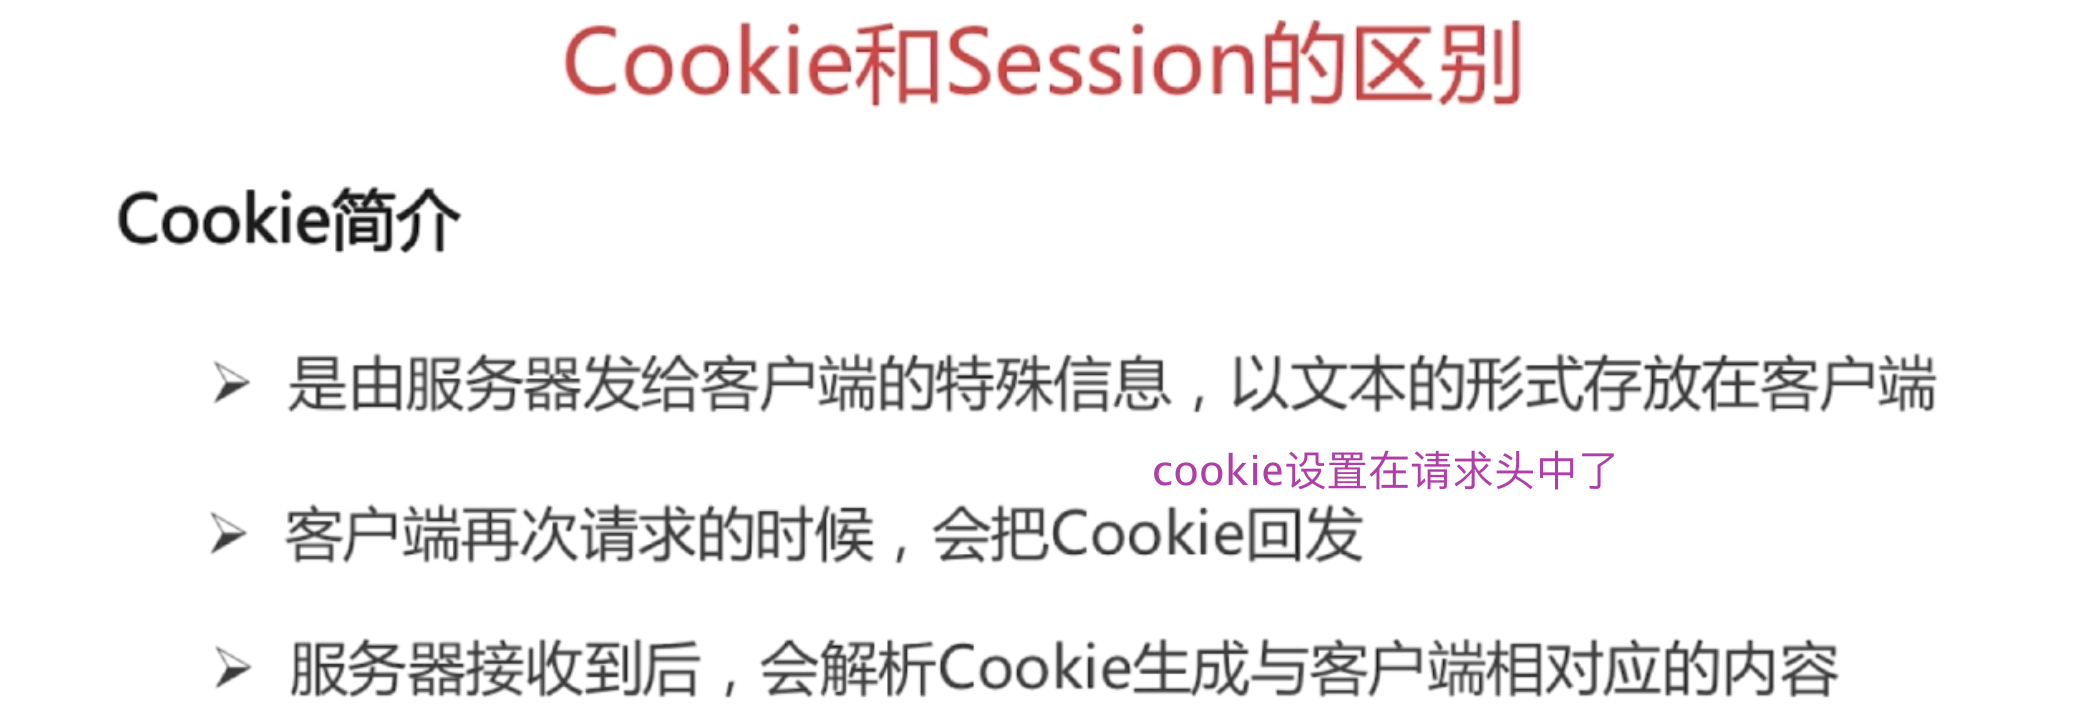 Cookie和Session的区别
Cookie简介
➢ 是由服务器发给客户端的特殊信息，以文本的形式存放在客户端
cookie设置在请求头中了
➢ 客户端再次请求的时候，会把Cookie回发
➢ 服务器接收到后，会解析Cookie生成与客户端相对应的内容